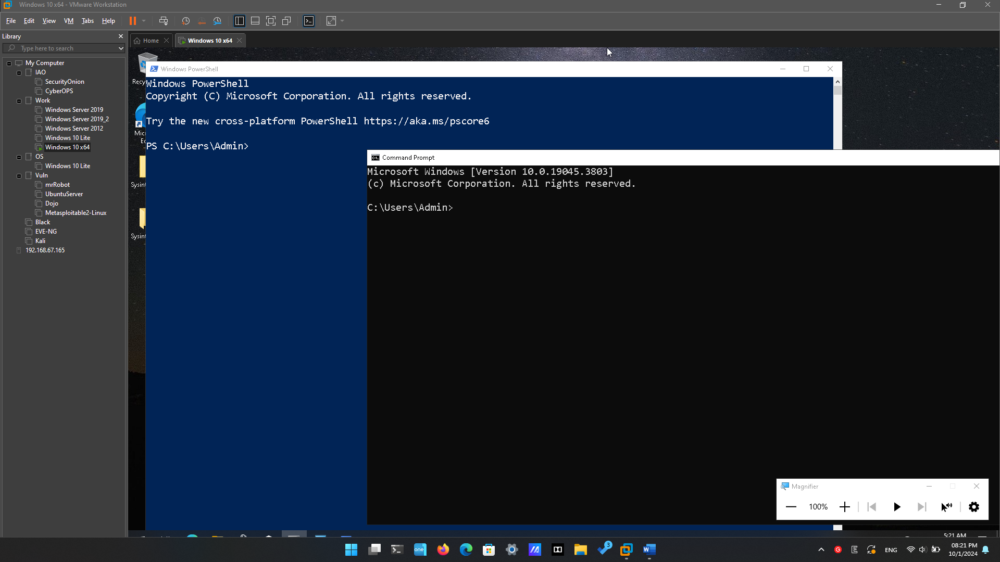 Windows 10 x64 - VMware Workstation
File Edit View VM Tabs Help
Library
Type here to search
My Computer
IAO
SecurityOnion
CyberOPS
Work
Windows Server 2019
Windows Server 2019_2
Windows Server 2012
Windows 10 Lite
Windows 10 x64
OS
Windows 10 Lite
Vuln
mrRobot
UbuntuServer
Dojo
Metasploitable2-Linux
Black
EVE-NG
Kali
192.168.67.165
Home
Windows 10 x64
Windows PowerShell
Windows PowerShell
Copyright (C) Microsoft Corporation. All rights reserved.
Try the new cross-platform PowerShell https://aka.ms/pscore6
PS C:\Users\Admin>
Command Prompt
Microsoft Windows [Version 10.0.19045.3803]
(c) Microsoft Corporation. All rights reserved.
C:\Users\Admin>
Magnifier
100%
5:21 AM
one
3
ENG
08:21 PM
10/1/2024